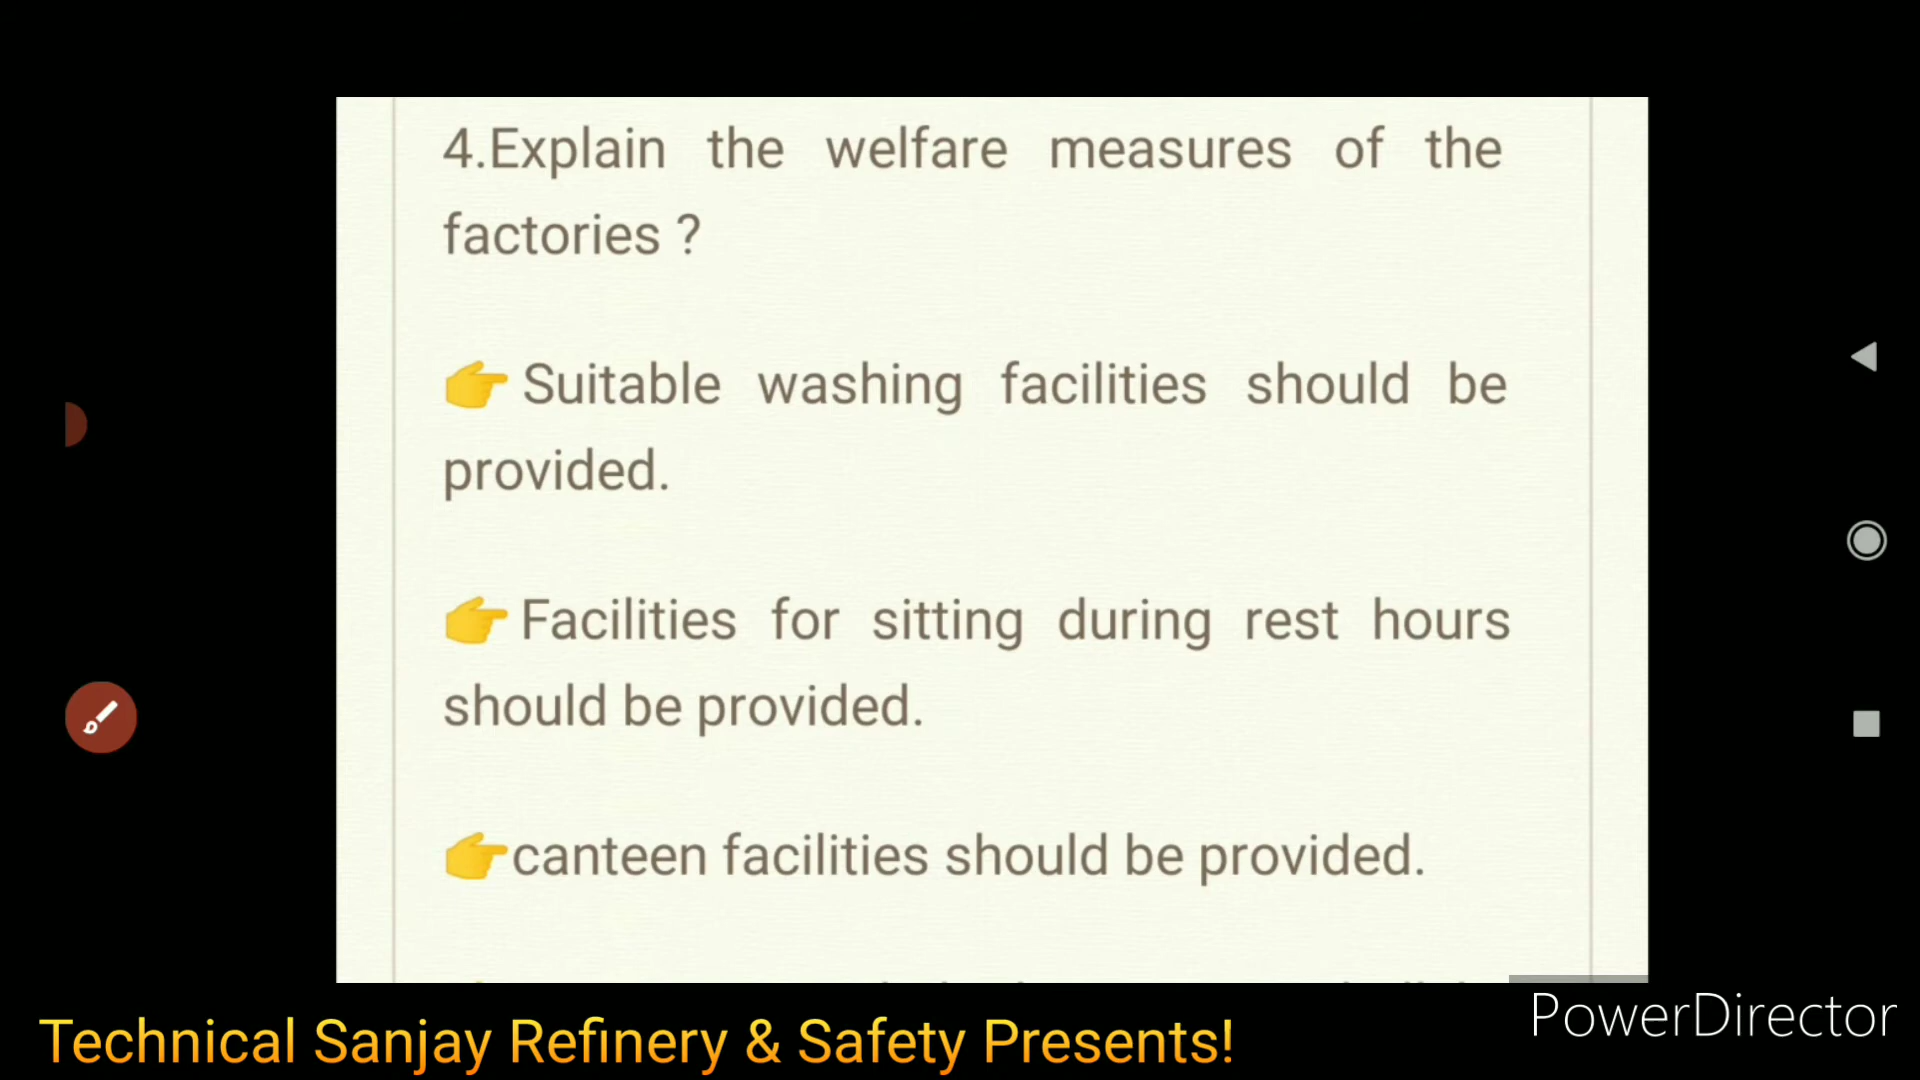 4.Explain the welfare measures of the
factories ?
👉Suitable washing facilities should be
provided.
👉Facilities for sitting during rest hours
should be provided.
👉canteen facilities should be provided.
Technical Sanjay Refinery & Safety Presents!
PowerDirector